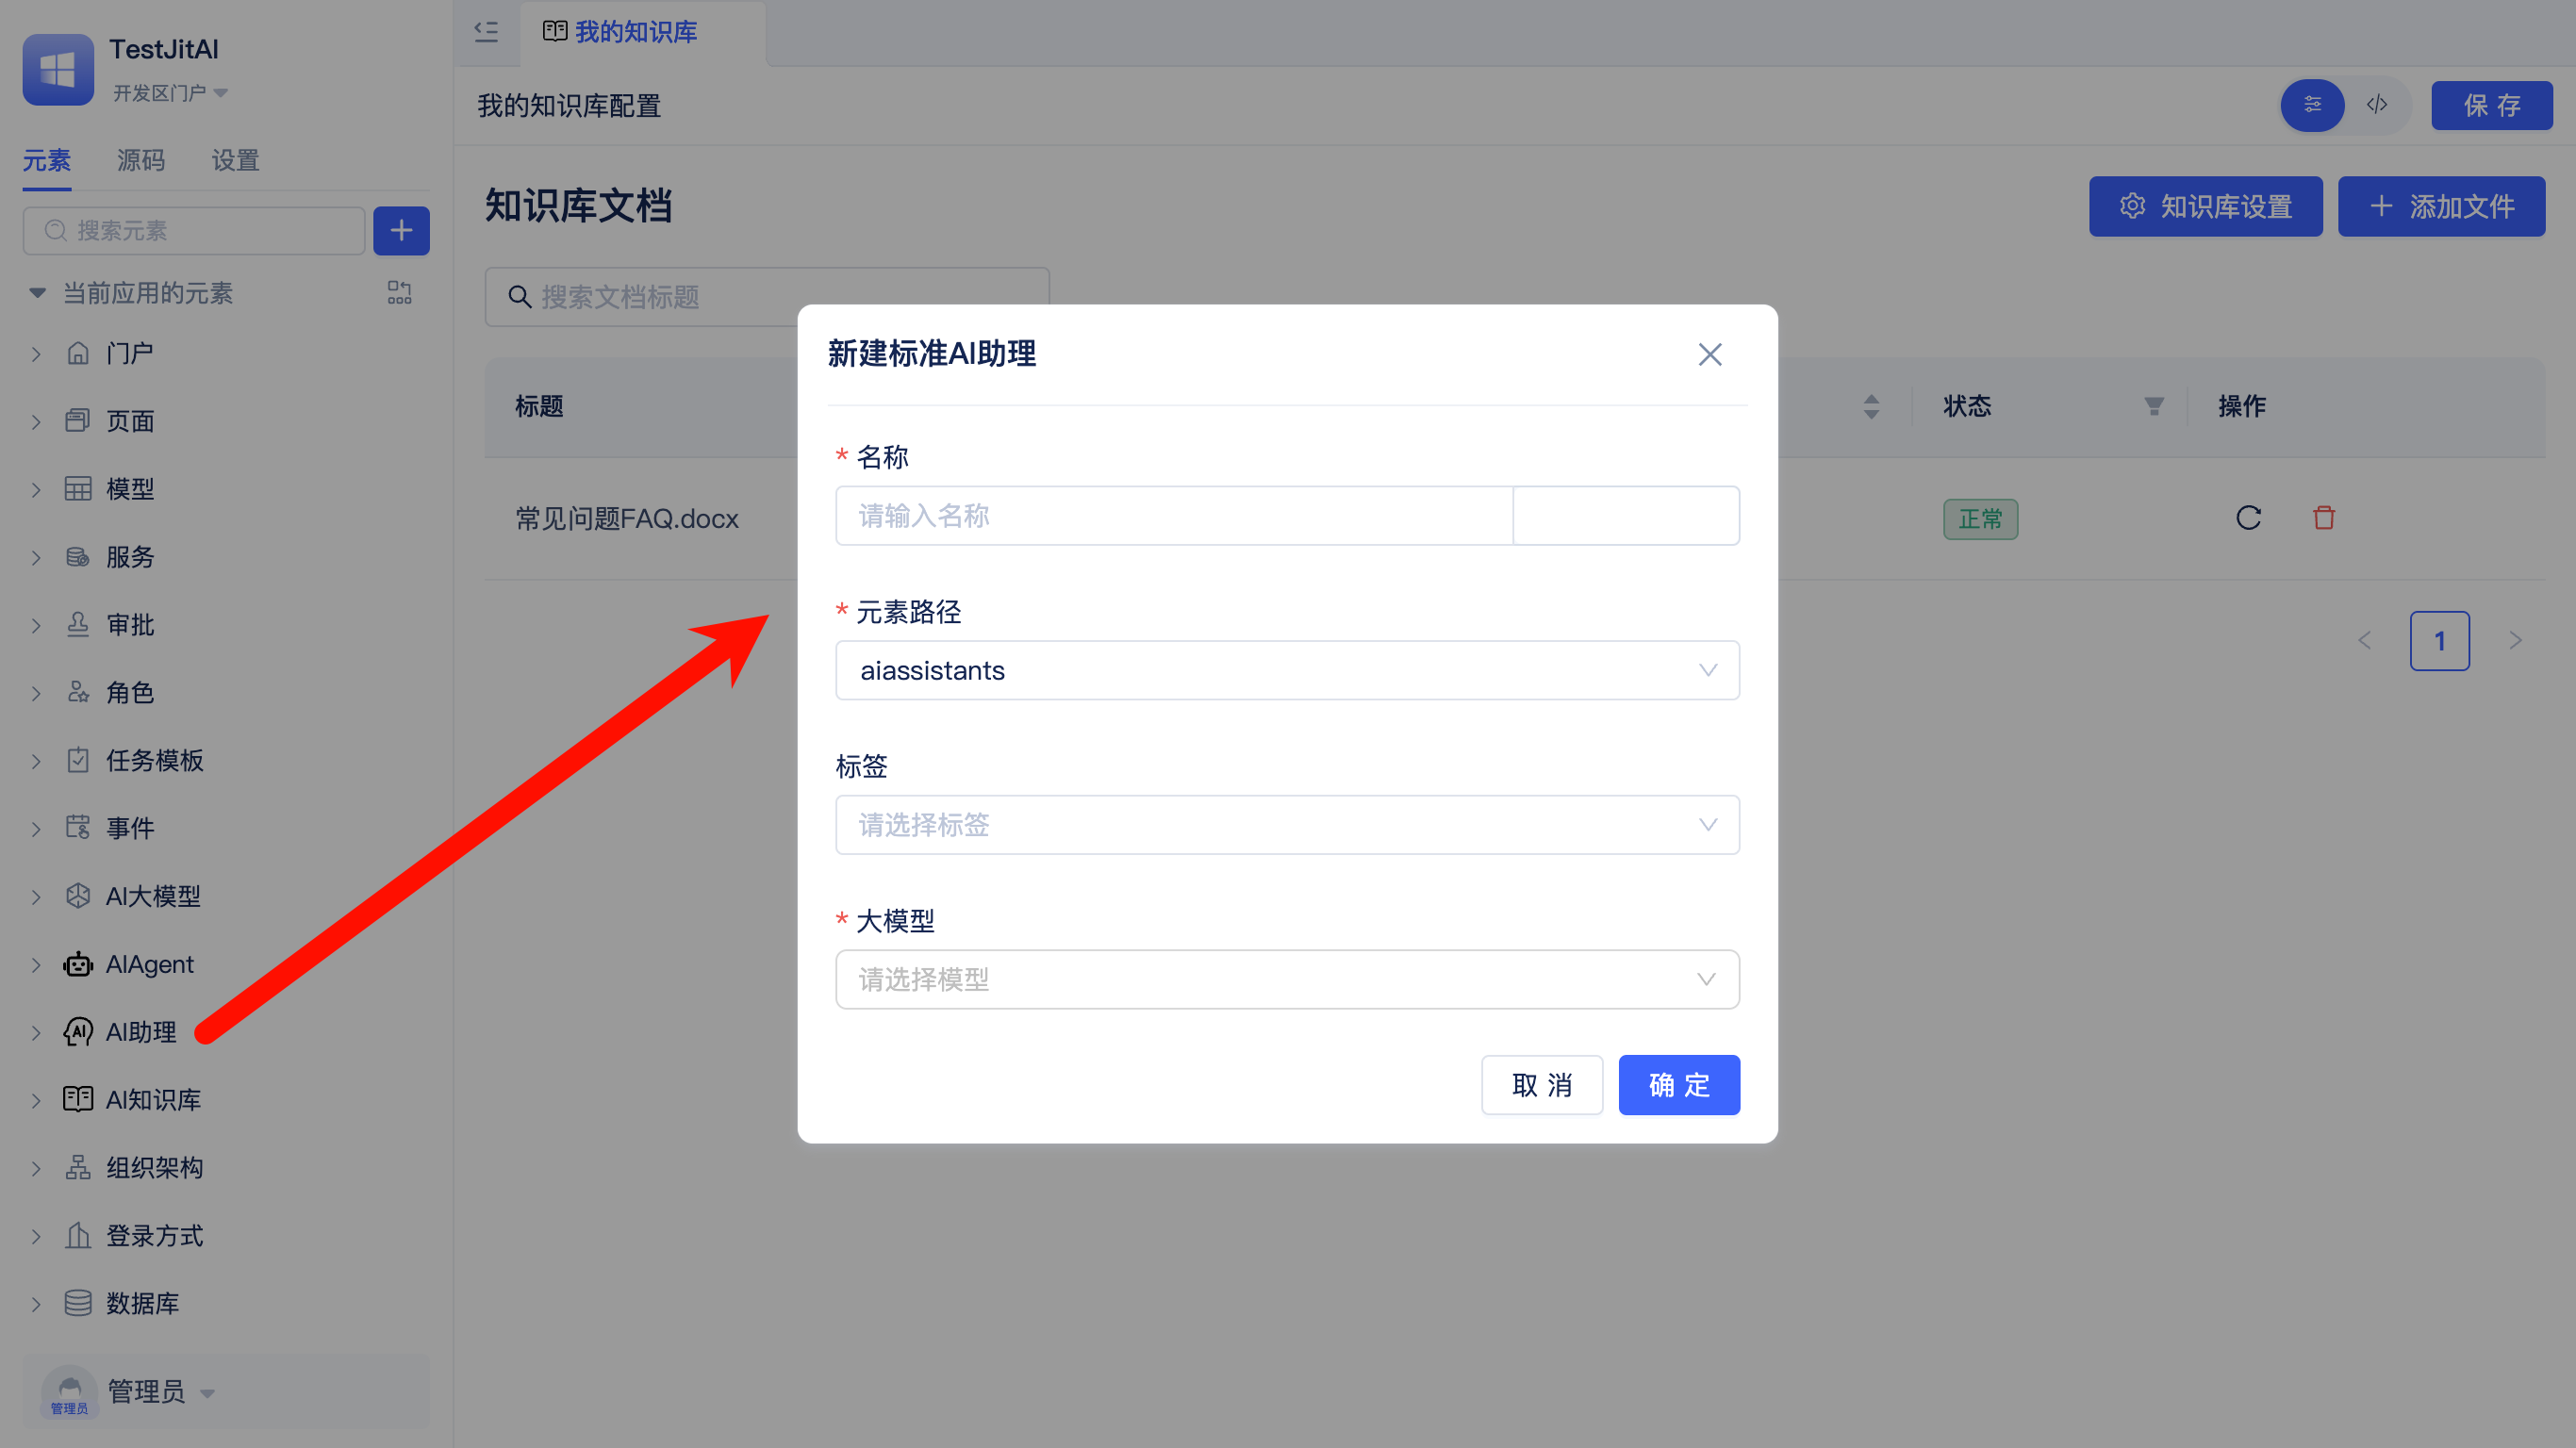 TestJitAI
开发区门户
元素 源码 设置
搜索元素
当前应用的元素
门户
页面
模型
服务
审批
角色
任务模板
事件
AI大模型
AIAgent
AI助理
AI知识库
组织架构
登录方式
数据库
管理员
管理员
我的知识库
我的知识库配置
保存
知识库文档
知识库设置
添加文件
搜索文档标题
标题
状态
操作
常见问题FAQ.docx
正常
1
新建标准AI助理
* 名称
请输入名称
* 元素路径
aiassistants
标签
请选择标签
* 大模型
请选择模型
取消
确定